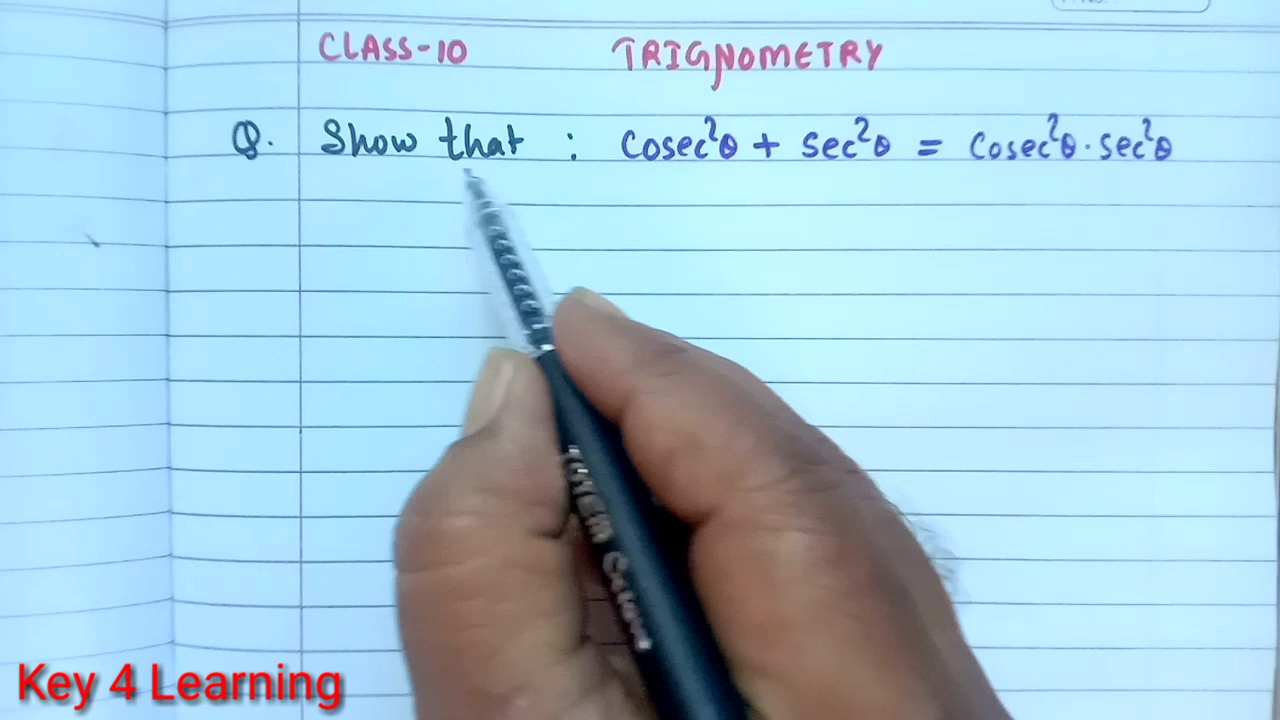 CLASS-10 TRIGNOMETRY
Q. Show that : cosec²θ + sec²θ = cosec²θ · sec²θ
Key 4 Learning